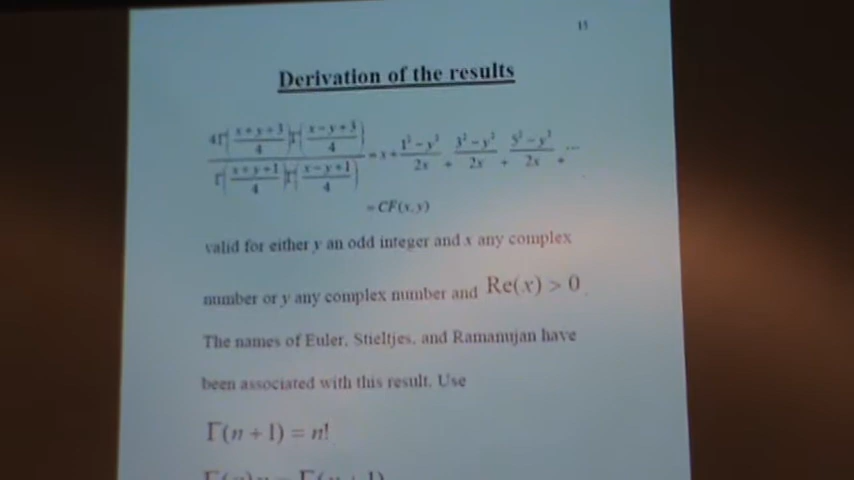 15
Derivation of the results
4Γ((x+y+3)/4)Γ((x-y+3)/4) / Γ((x+y+1)/4)Γ((x-y+1)/4) = x + (1² - y²)/2x + (3² - y²)/2x + (5² - y²)/2x + ...
= CF(x, y)
valid for either y an odd integer and x any complex
number or y any complex number and Re(x) > 0 .
The names of Euler, Stieltjes, and Ramanujan have
been associated with this result. Use
Γ(n + 1) = n!